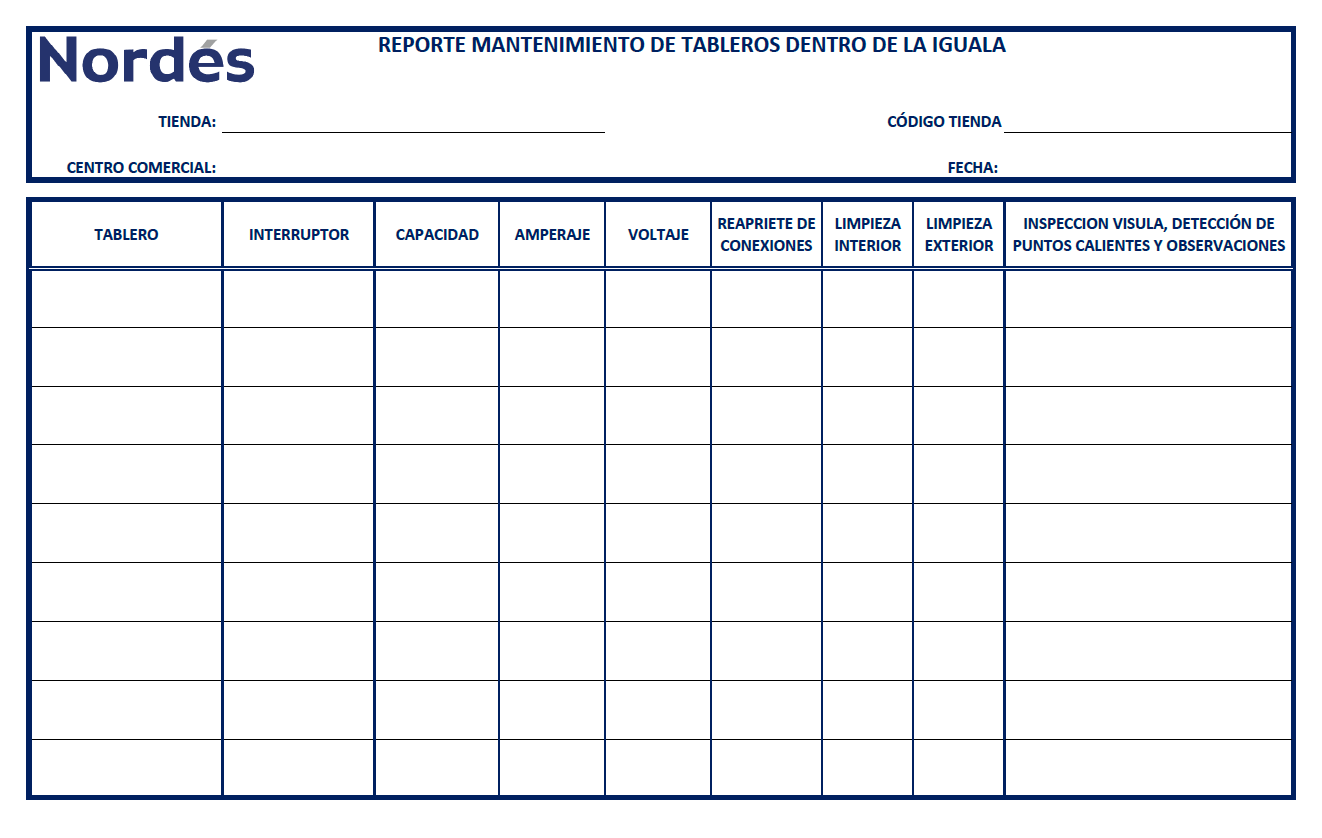 Nordés
REPORTE MANTENIMIENTO DE TABLEROS DENTRO DE LA IGUALA
TIENDA:
CÓDIGO TIENDA
CENTRO COMERCIAL:
FECHA:
TABLERO
INTERRUPTOR
CAPACIDAD
AMPERAJE
VOLTAJE
REAPRIETE DE
CONEXIONES
LIMPIEZA
INTERIOR
LIMPIEZA
EXTERIOR
INSPECCION VISULA, DETECCIÓN DE
PUNTOS CALIENTES Y OBSERVACIONES